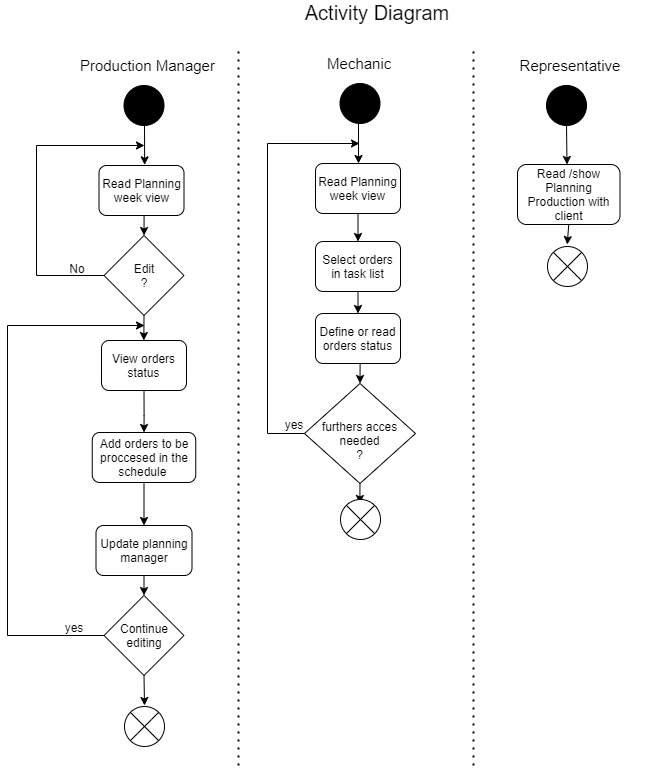 Activity Diagram
Production Manager
Read Planning
week view
No
Edit
?
View orders
status
Add orders to be
proccesed in the
schedule
Update planning
manager
yes
Continue
editing
Mechanic
Read Planning
week view
Select orders
in task list
Define or read
orders status
yes
furthers acces
needed
?
Representative
Read /show
Planning
Production with
client